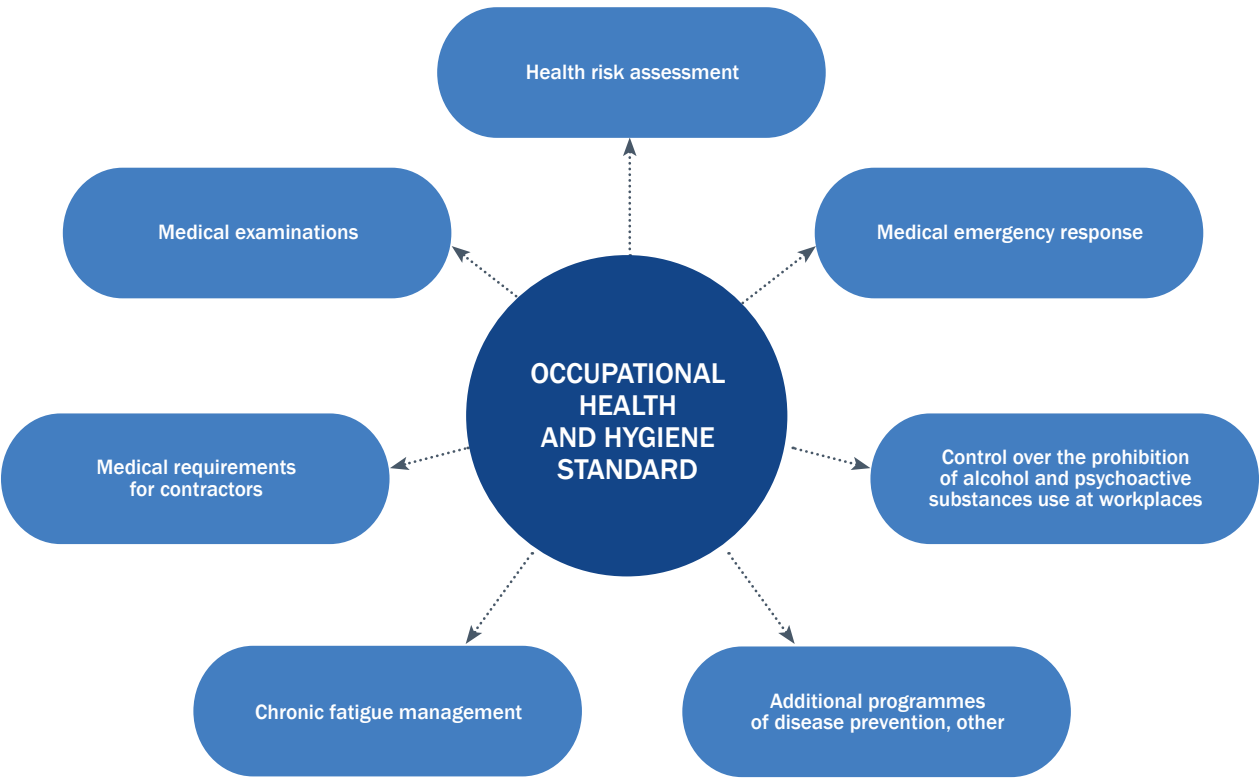 Health risk assessment
Medical examinations
Medical emergency response
OCCUPATIONAL
HEALTH
AND HYGIENE
STANDARD
Medical requirements
for contractors
Control over the prohibition
of alcohol and psychoactive
substances use at workplaces
Chronic fatigue management
Additional programmes
of disease prevention, other